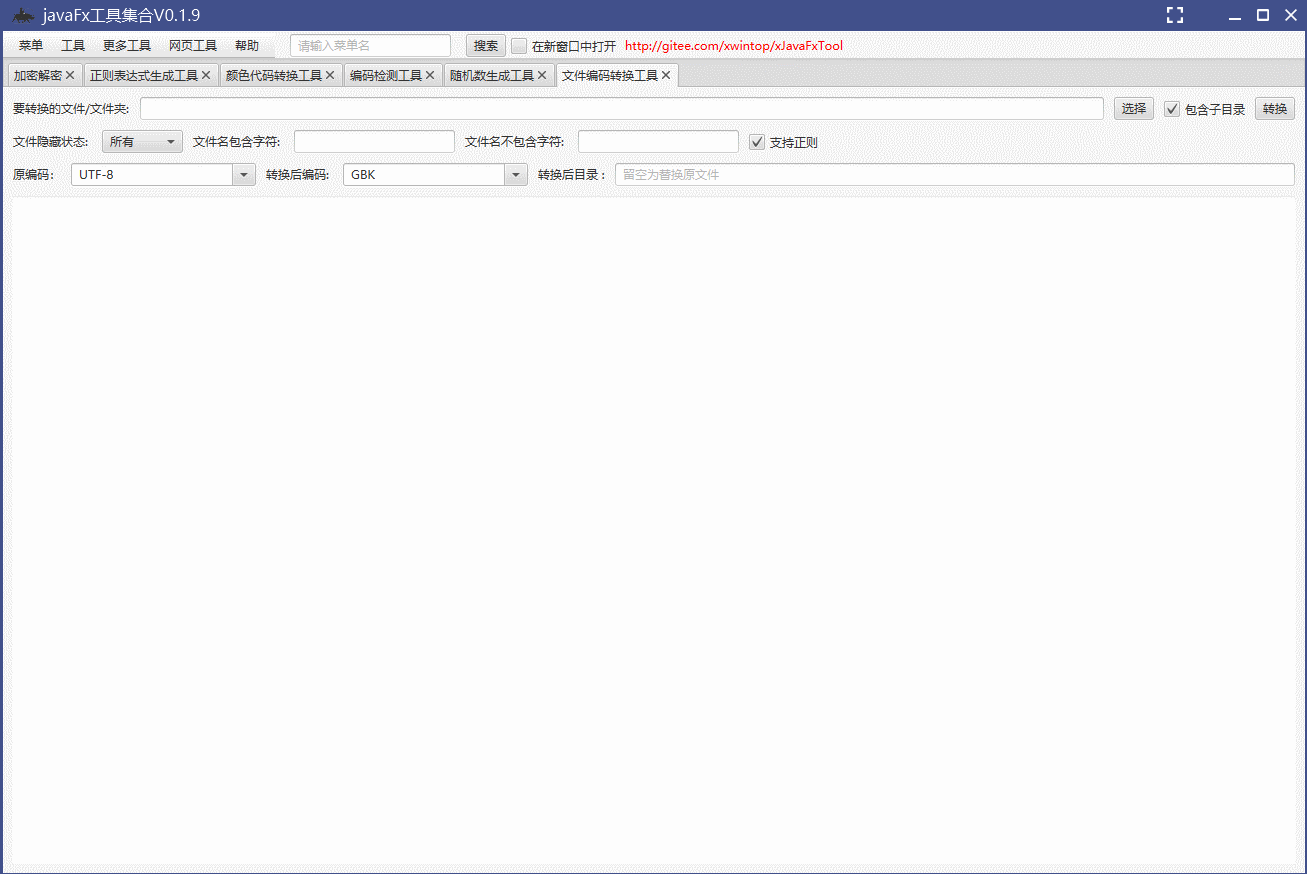 javaFx工具集合V0.1.9
菜单 工具 更多工具 网页工具 帮助 请输入菜单名 搜索 在新窗口中打开 http://gitee.com/xwintop/xJavaFxTool
加密解密 正则表达式生成工具 颜色代码转换工具 编码检测工具 随机数生成工具 文件编码转换工具
要转换的文件/文件夹: 选择 包含子目录 转换
文件隐藏状态: 所有 文件名包含字符: 文件名不包含字符: 支持正则
原编码: UTF-8 转换后编码: GBK 转换后目录: 留空为替换原文件